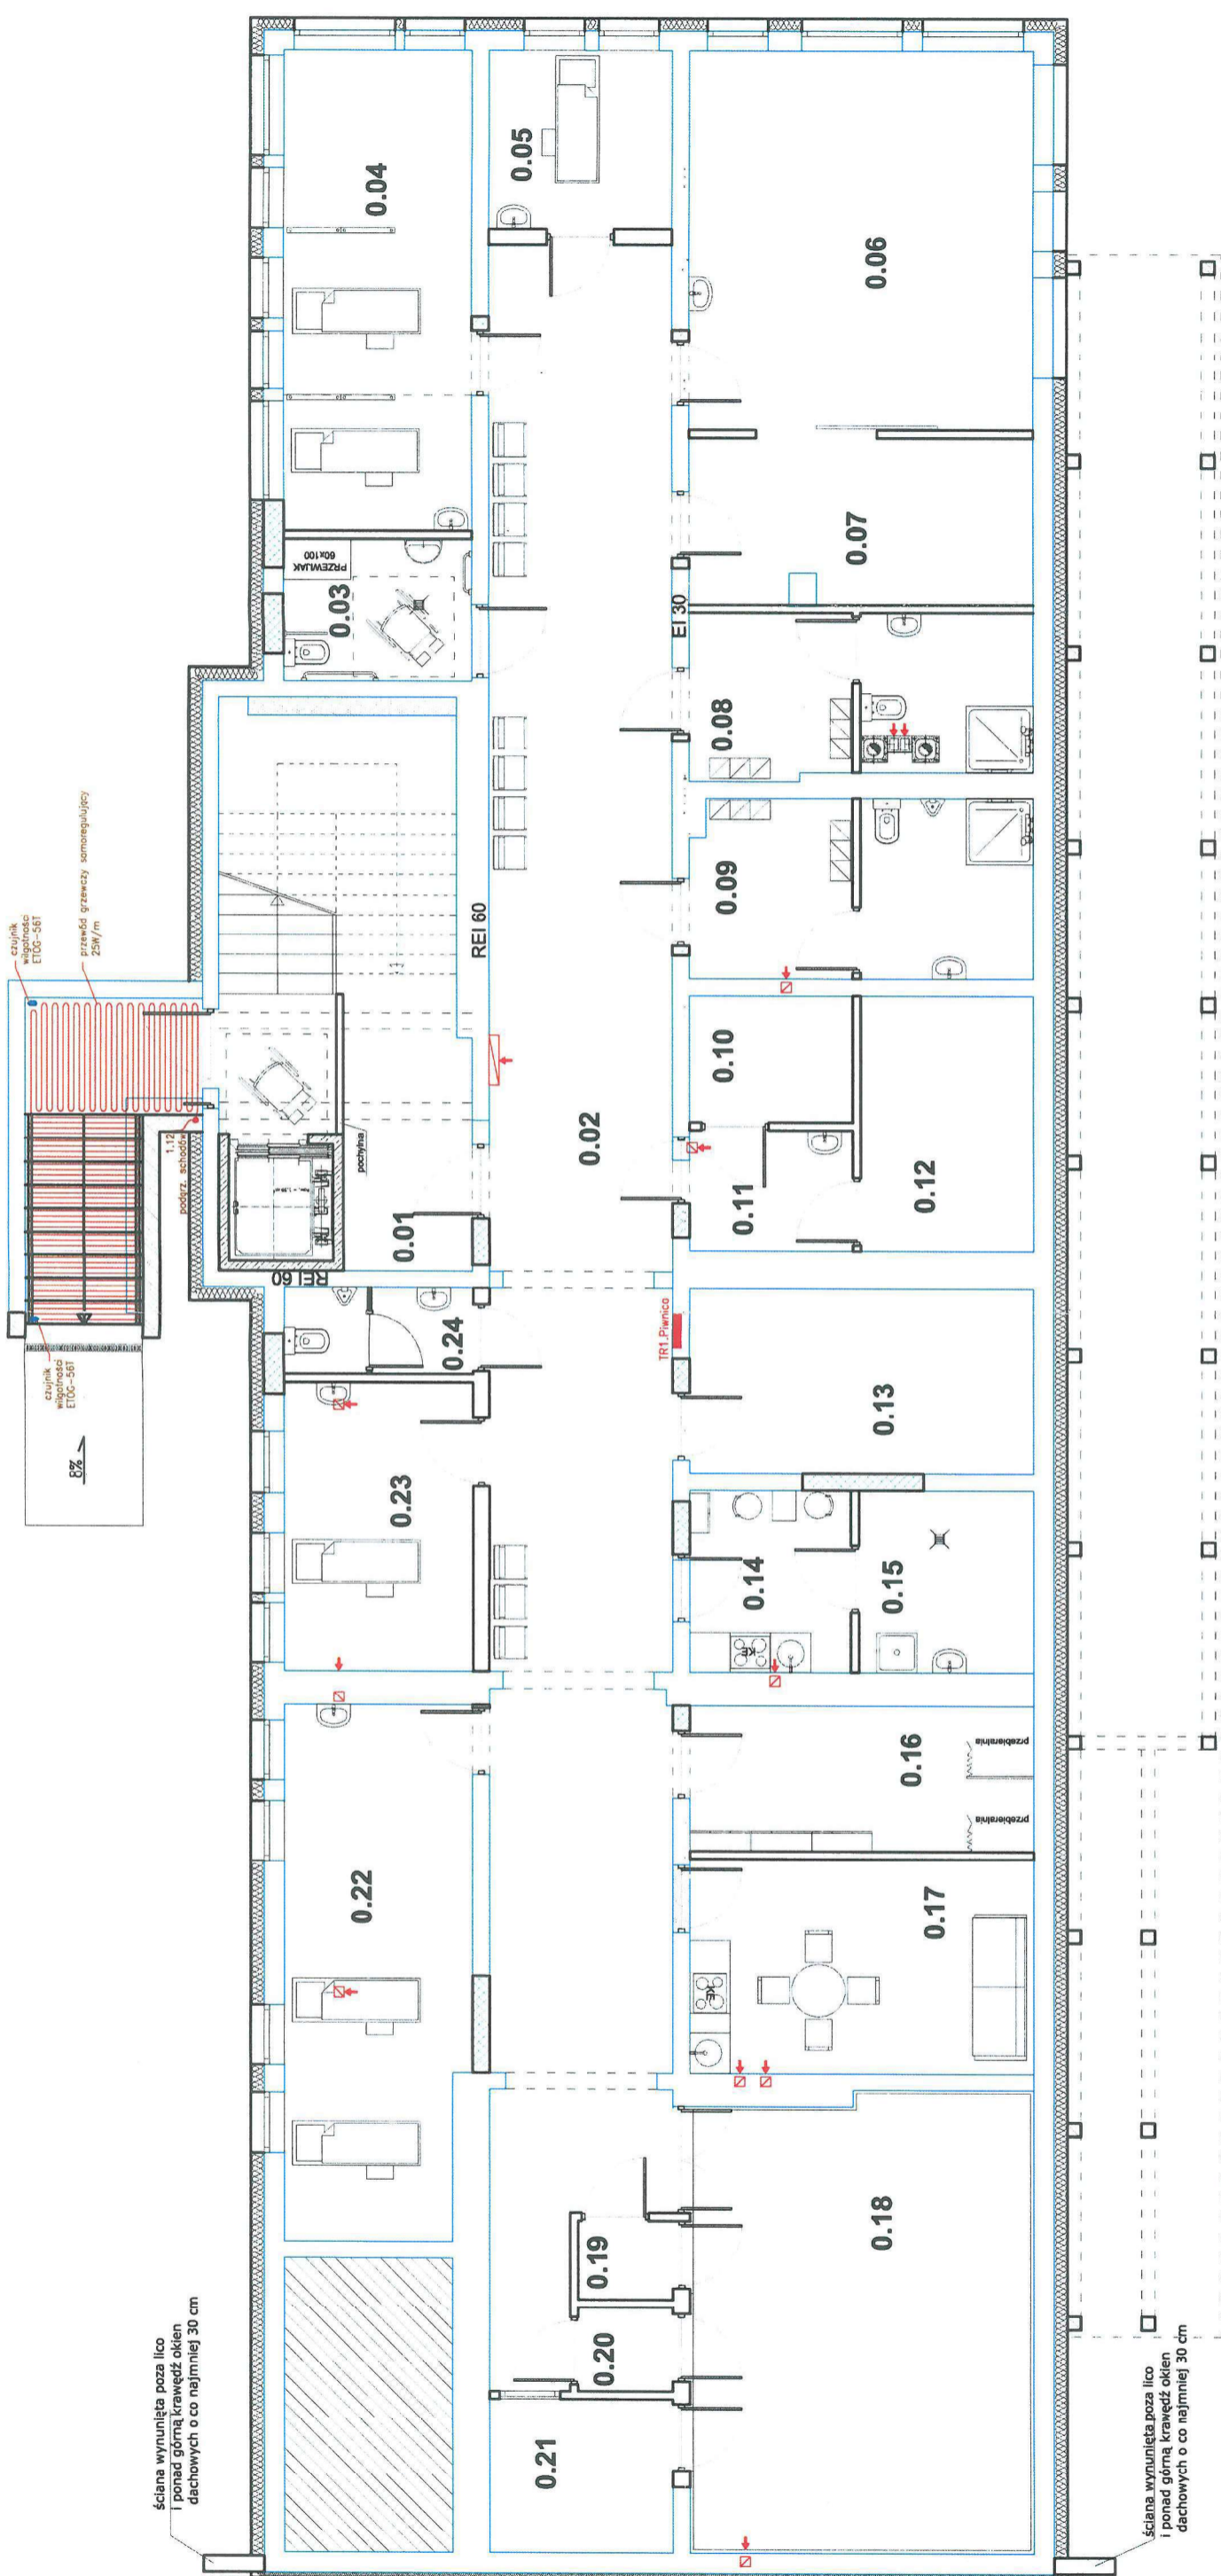 ściana wynunięta poza lico
i ponad górną krawędź okien
dachowych o co najmniej 30 cm
8%
czujnik
wilgotności
ETOG-56T
podgrz. schodów
1.12
czujnik
wilgotności
ETOG-56T
przewód grzewczy samoregulujący
25W/m
0.22
0.23
0.24
REI 60
0.01
pochylnia
REI 60
0.03
PRZEWIJAK
60x100
0.04
0.05
0.21
0.20
0.19
0.02
TR1.Piwnica
EI 30
0.18
0.17
KE
0.16
przebieralnia
przebieralnia
0.14
KE
0.15
0.13
0.11
0.12
0.10
0.09
0.08
0.07
0.06
ściana wynunięta poza lico
i ponad górną krawędź okien
dachowych o co najmniej 30 cm